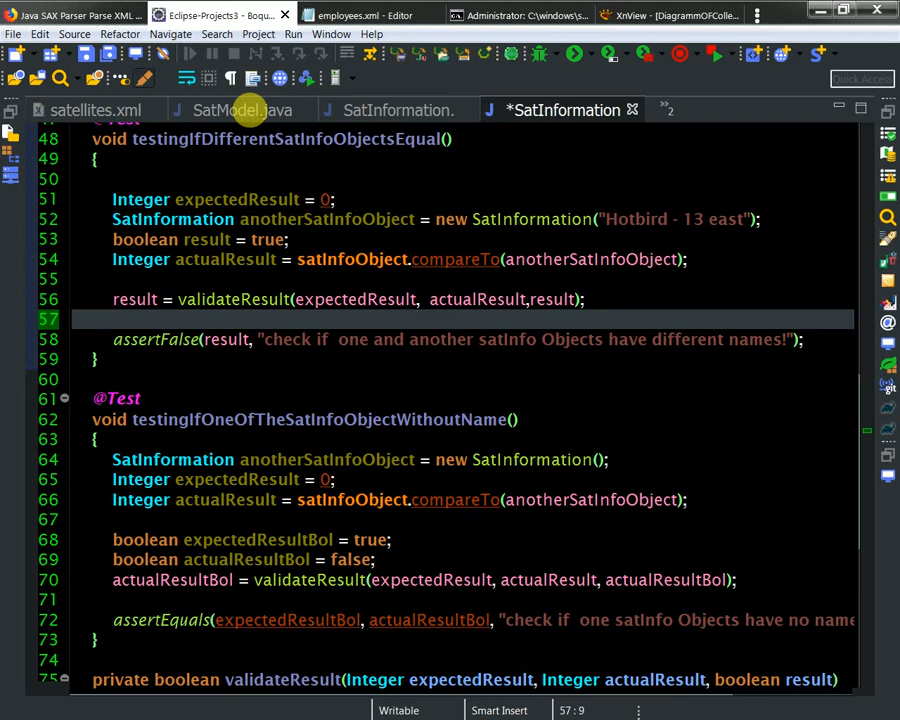 Java SAX Parser Parse XML ...
Eclipse-Projects3 - Boqu...
employees.xml - Editor
Administrator: C:\windows\s...
XnView - [DiagrammOFColle...
File Edit Source Refactor Navigate Search Project Run Window Help
Quick Access
satellites.xml
SatModel.java
SatInformation.
*SatInformation
»2
@Test
48 void testingIfDifferentSatInfoObjectsEqual()
49 {
50
51 Integer expectedResult = 0;
52 SatInformation anotherSatInfoObject = new SatInformation("Hotbird - 13 east");
53 boolean result = true;
54 Integer actualResult = satInfoObject.compareTo(anotherSatInfoObject);
55
56 result = validateResult(expectedResult, actualResult,result);
57
58 assertFalse(result, "check if one and another satInfo Objects have different names!");
59 }
60
61 @Test
62 void testingIfOneOfTheSatInfoObjectWithoutName()
63 {
64 SatInformation anotherSatInfoObject = new SatInformation();
65 Integer expectedResult = 0;
66 Integer actualResult = satInfoObject.compareTo(anotherSatInfoObject);
67
68 boolean expectedResultBol = true;
69 boolean actualResultBol = false;
70 actualResultBol = validateResult(expectedResult, actualResult, actualResultBol);
71
72 assertEquals(expectedResultBol, actualResultBol, "check if one satInfo Objects have no name
73 }
74
75 private boolean validateResult(Integer expectedResult, Integer actualResult, boolean result)
Writable
Smart Insert
57 : 9